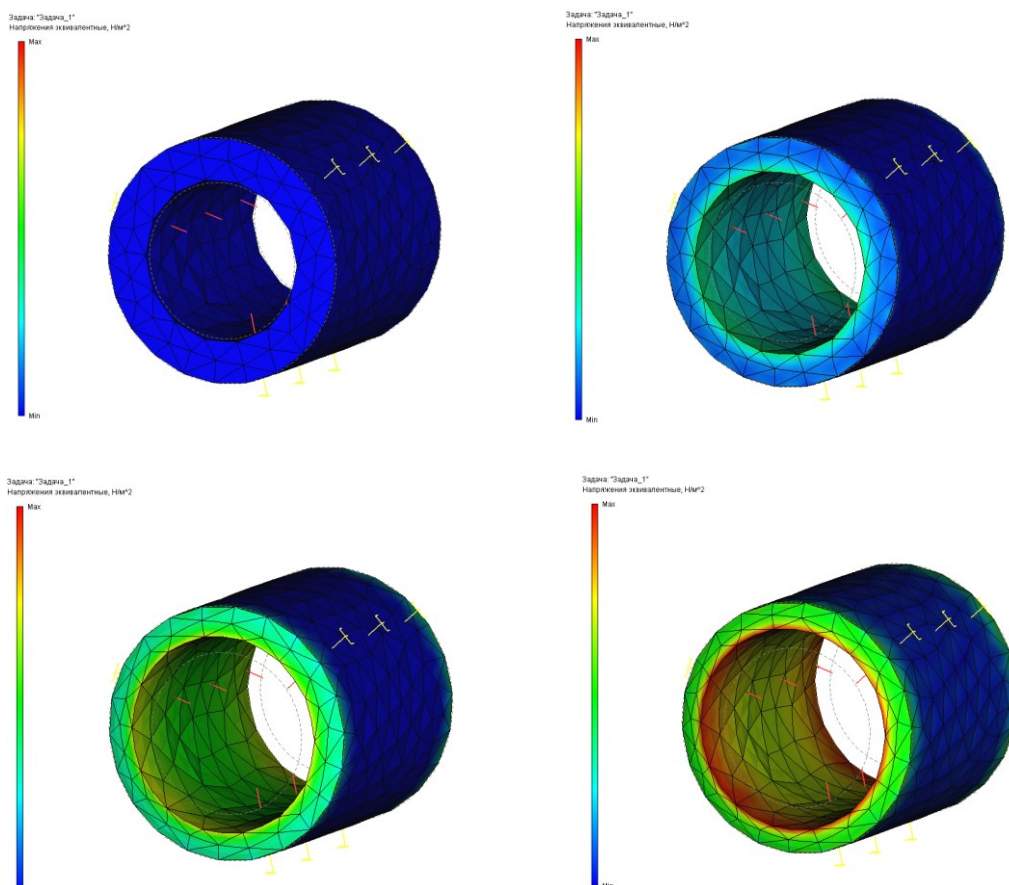 Задача: "Задача_1"
Напряжения эквивалентные, Н/м^2
Max
Min
Задача: "Задача_1"
Напряжения эквивалентные, Н/м^2
Max
Min
Задача: "Задача_1"
Напряжения эквивалентные, Н/м^2
Max
Задача: "Задача_1"
Напряжения эквивалентные, Н/м^2
Max
Min